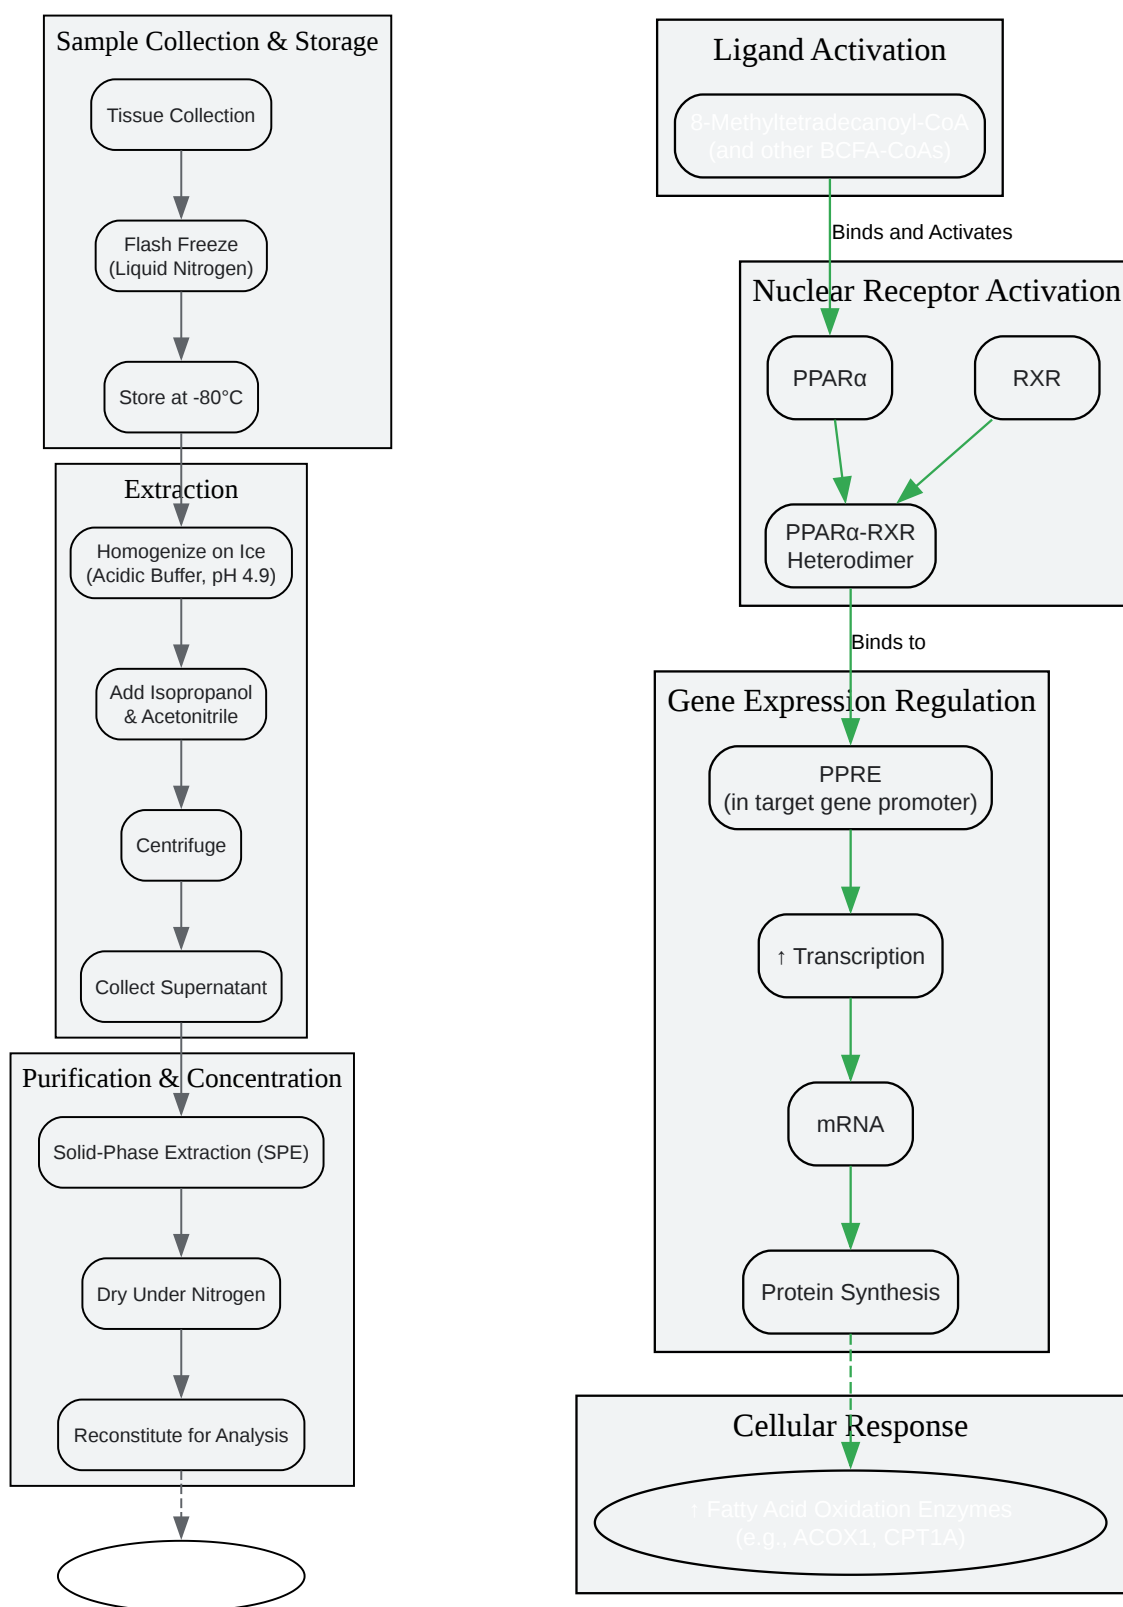 Sample Collection & Storage
Tissue Collection
Flash Freeze
(Liquid Nitrogen)
Store at -80°C
Extraction
Homogenize on Ice
(Acidic Buffer, pH 4.9)
Add Isopropanol
& Acetonitrile
Centrifuge
Collect Supernatant
Purification & Concentration
Solid-Phase Extraction (SPE)
Dry Under Nitrogen
Reconstitute for Analysis
Ligand Activation
8-Methyltetradecanoyl-CoA
(and other BCFA-CoAs)
Binds and Activates
Nuclear Receptor Activation
PPARα
RXR
PPARα-RXR
Heterodimer
Binds to
Gene Expression Regulation
PPRE
(in target gene promoter)
↑ Transcription
mRNA
Protein Synthesis
Cellular Response
↑ Fatty Acid Oxidation Enzymes
(e.g., ACOX1, CPT1A)